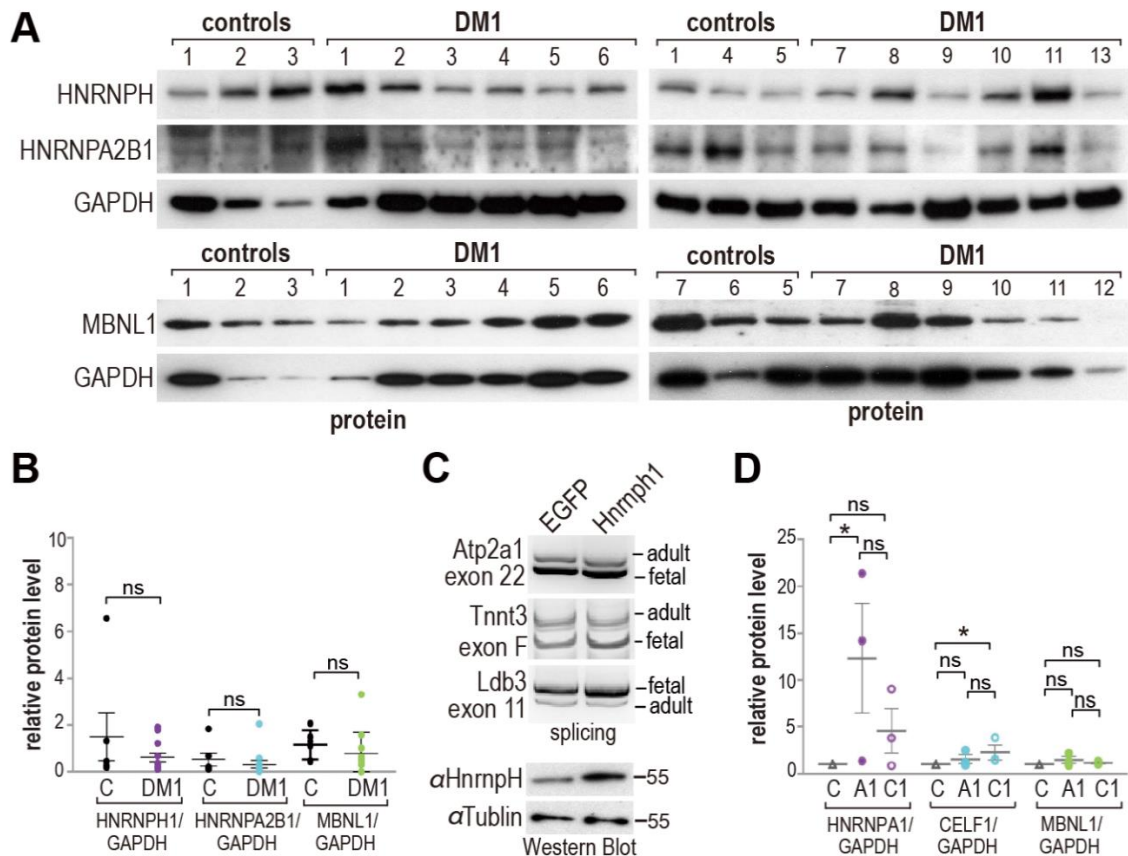 A
controls DM1 controls DM1
1 2 3 1 2 3 4 5 6 1 4 5 7 8 9 10 11 13
HNRNPH
HNRNPA2B1
GAPDH
controls DM1 controls DM1
1 2 3 1 2 3 4 5 6 7 6 5 7 8 9 10 11 12
MBNL1
GAPDH
protein protein
B
relative protein level
10
8
6
4
2
0
ns
ns
ns
C DM1 C DM1 C DM1
HNRNPH1/ HNRNPA2B1/ MBNL1/
GAPDH GAPDH GAPDH
C
EGFP Hnrnph1
Atp2a1
exon 22
adult
fetal
Tnnt3
exon F
adult
fetal
Ldb3
exon 11
fetal
adult
splicing
αHnrnpH 55
αTublin 55
Western Blot
D
relative protein level
25
20
15
10
5
0
ns
*
ns
*
ns
ns
ns
ns
ns
C A1 C1 C A1 C1 C A1 C1
HNRNPA1/ CELF1/ MBNL1/
GAPDH GAPDH GAPDH